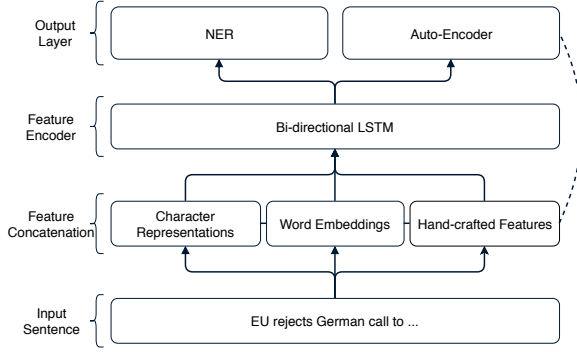 Output
Layer
NER
Auto-Encoder
Feature
Encoder
Bi-directional LSTM
Feature
Concatenation
Character
Representations
Word Embeddings
Hand-crafted Features
Input
Sentence
EU rejects German call to ...